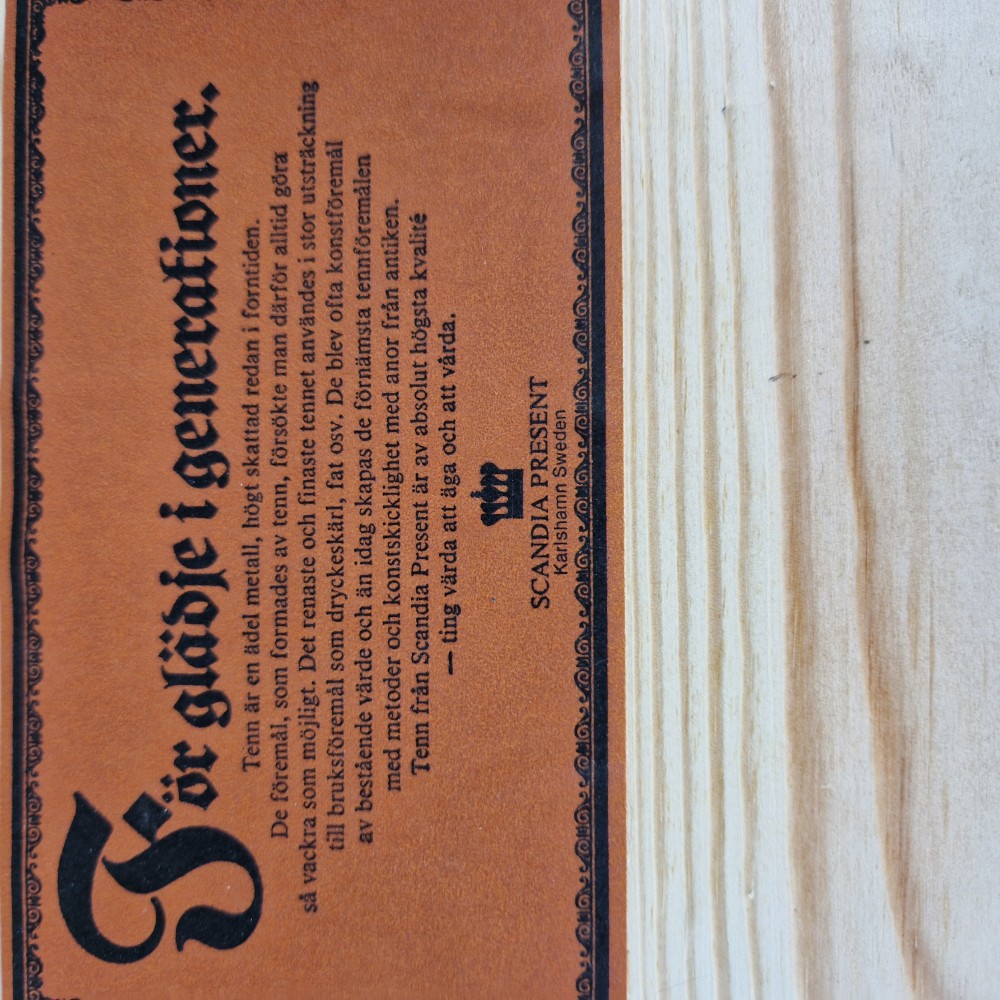 För glädje i generationer.
Tenn är en ädel metall, högt skattad redan i forntiden.
De föremål, som formades av tenn, försökte man därför alltid göra
så vackra som möjligt. Det renaste och finaste tennet användes i stor utsträckning
till bruksföremål som dryckeskärl, fat osv. De blev ofta konstföremål
av bestående värde och än idag skapas de förnämsta tennföremålen
med metoder och konstskicklighet med anor från antiken.
Tenn från Scandia Present är av absolut högsta kvalité
— ting värda att äga och att vårda.
SCANDIA PRESENT
Karlshamn Sweden